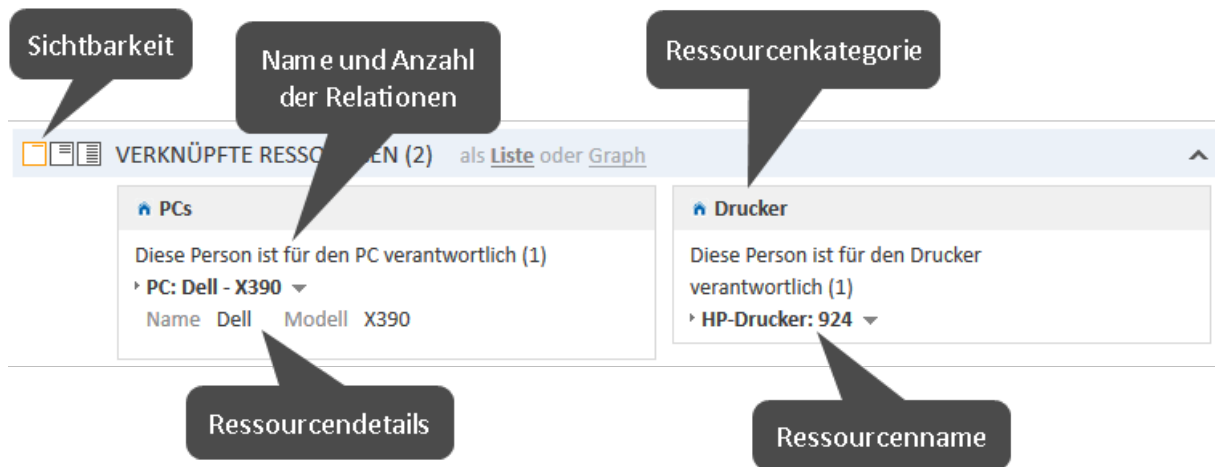 Sichtbarkeit
Name und Anzahl
der Relationen
Ressourcenkategorie
VERKNÜPFTE RESSO EN (2) als Liste oder Graph
PCs
Diese Person ist für den PC verantwortlich (1)
PC: Dell - X390
Name Dell Modell X390
Drucker
Diese Person ist für den Drucker
verantwortlich (1)
HP-Drucker: 924
Ressourcendetails
Ressourcenname